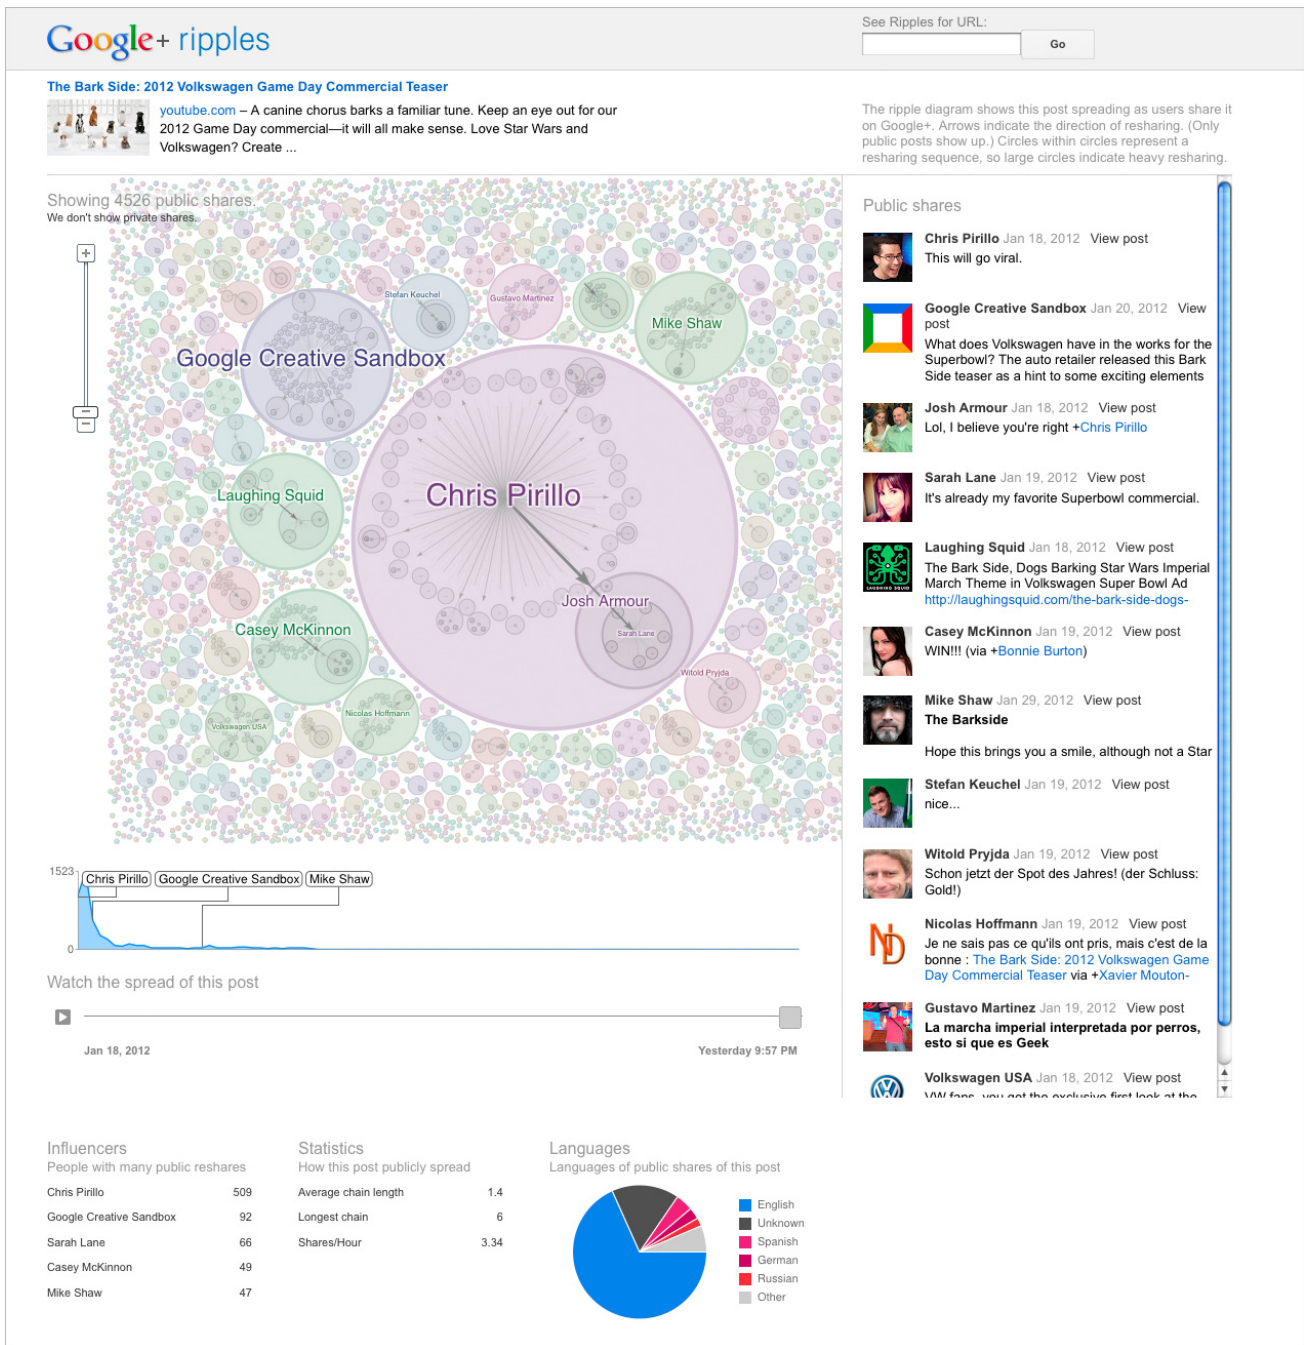 Google+ ripples
See Ripples for URL:
Go
The Bark Side: 2012 Volkswagen Game Day Commercial Teaser
youtube.com – A canine chorus barks a familiar tune. Keep an eye out for our
2012 Game Day commercial—it will all make sense. Love Star Wars and
Volkswagen? Create ...
The ripple diagram shows this post spreading as users share it
on Google+. Arrows indicate the direction of resharing. (Only
public posts show up.) Circles within circles represent a
resharing sequence, so large circles indicate heavy resharing.
Showing 4526 public shares.
We don't show private shares.
Stefan Keuchel
Gustavo Martinez
Mike Shaw
Google Creative Sandbox
Laughing Squid
Chris Pirillo
Josh Armour
Casey McKinnon
Sarah Lane
Witold Pryjda
Nicolas Hoffmann
Volkswagen USA
1523
Chris Pirillo
Google Creative Sandbox
Mike Shaw
0
Watch the spread of this post
Jan 18, 2012
Yesterday 9:57 PM
Public shares
Chris Pirillo Jan 18, 2012 View post
This will go viral.
Google Creative Sandbox Jan 20, 2012 View
post
What does Volkswagen have in the works for the
Superbowl? The auto retailer released this Bark
Side teaser as a hint to some exciting elements
Josh Armour Jan 18, 2012 View post
Lol, I believe you're right +Chris Pirillo
Sarah Lane Jan 19, 2012 View post
It's already my favorite Superbowl commercial.
Laughing Squid Jan 18, 2012 View post
The Bark Side, Dogs Barking Star Wars Imperial
March Theme in Volkswagen Super Bowl Ad
http://laughingsquid.com/the-bark-side-dogs-
LAUGHING SQUID
Casey McKinnon Jan 19, 2012 View post
WIN!!! (via +Bonnie Burton)
Mike Shaw Jan 29, 2012 View post
The Barkside
Hope this brings you a smile, although not a Star
Stefan Keuchel Jan 19, 2012 View post
nice...
Witold Pryjda Jan 19, 2012 View post
Schon jetzt der Spot des Jahres! (der Schluss:
Gold!)
Nicolas Hoffmann Jan 19, 2012 View post
Je ne sais pas ce qu'ils ont pris, mais c'est de la
bonne : The Bark Side: 2012 Volkswagen Game
Day Commercial Teaser via +Xavier Mouton-
Gustavo Martinez Jan 19, 2012 View post
La marcha imperial interpretada por perros,
esto si que es Geek
Volkswagen USA Jan 18, 2012 View post
VW fans, you got the exclusive first look at the
Influencers
People with many public reshares
Chris Pirillo 509
Google Creative Sandbox 92
Sarah Lane 66
Casey McKinnon 49
Mike Shaw 47
Statistics
How this post publicly spread
Average chain length 1.4
Longest chain 6
Shares/Hour 3.34
Languages
Languages of public shares of this post
English
Unknown
Spanish
German
Russian
Other